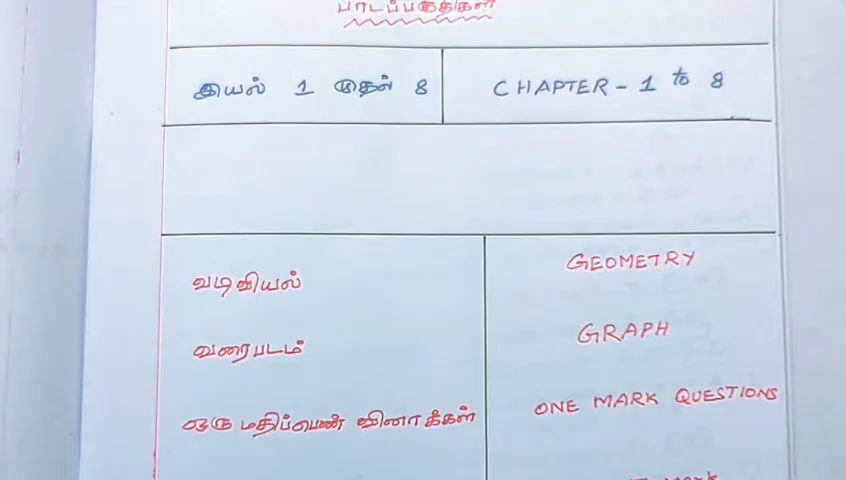 பாடப்பகுதிகள்
இயல் 1 முதல் 8
CHAPTER - 1 to 8
வடிவியல்
GEOMETRY
வரைபடம்
GRAPH
ஒரு மதிப்பெண் வினாக்கள்
ONE MARK QUESTIONS